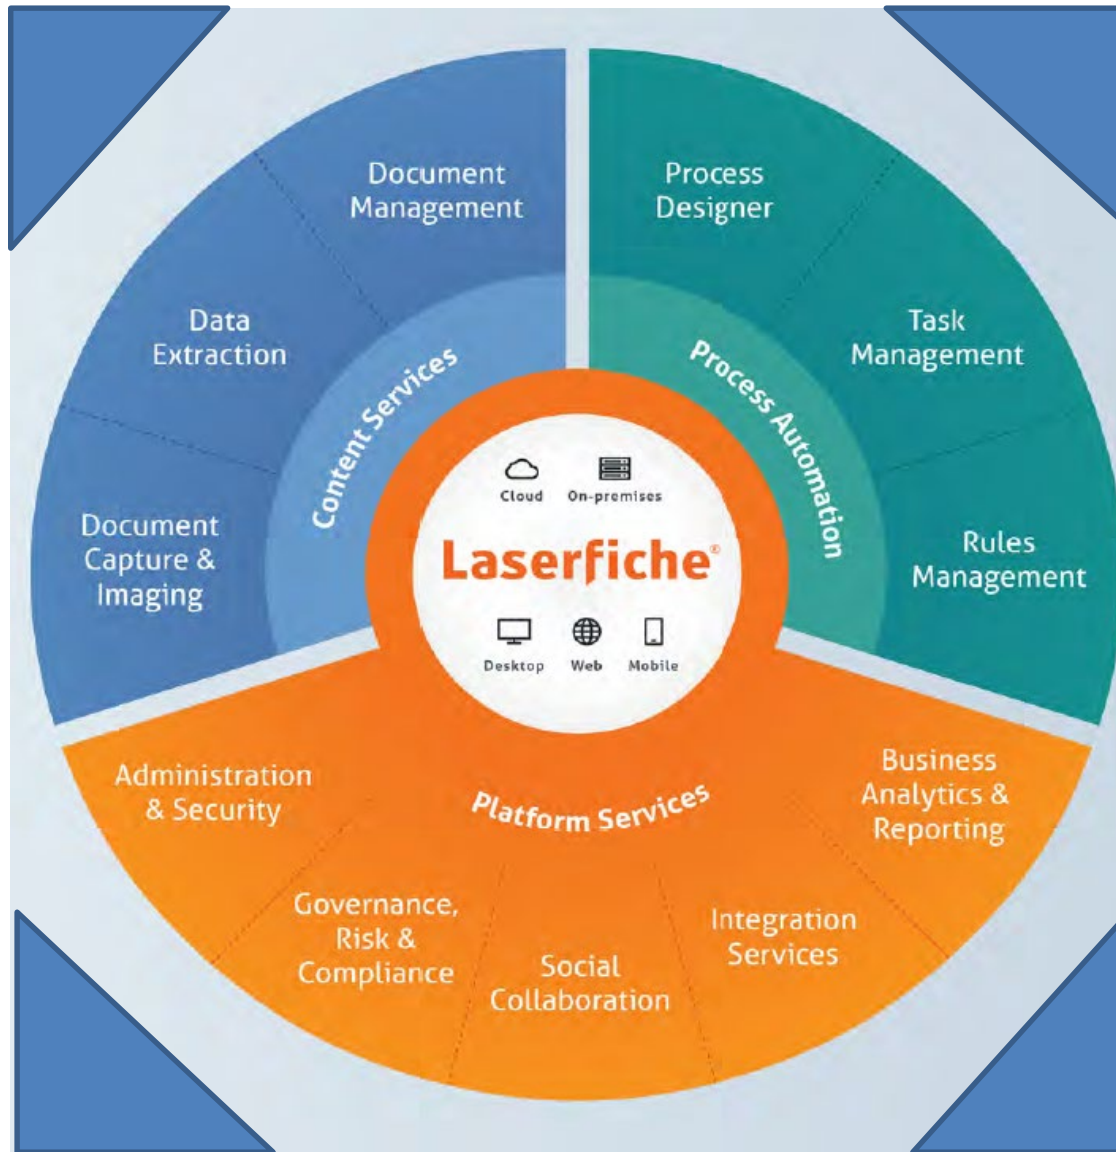 Document
Management
Process
Designer
Data
Extraction
Task
Management
Content Services
Process Automation
Document
Capture &
Imaging
Rules
Management
Cloud
On-premises
Laserfiche®
Desktop
Web
Mobile
Administration
& Security
Platform Services
Business
Analytics &
Reporting
Governance,
Risk &
Compliance
Social
Collaboration
Integration
Services